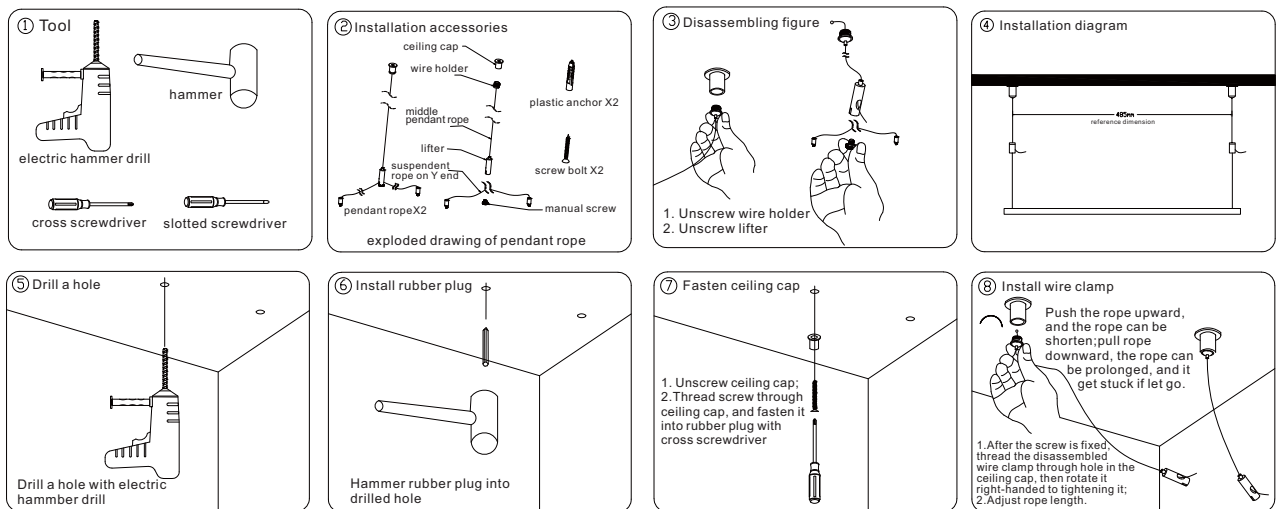 ① Tool
hammer
electric hammer drill
cross screwdriver
slotted screwdriver
② Installation accessories
ceiling cap
wire holder
middle
pendant rope
lifter
suspendent
rope on Y end
pendant ropeX2
manual screw
plastic anchor X2
screw bolt X2
exploded drawing of pendant rope
③ Disassembling figure
1. Unscrew wire holder
2. Unscrew lifter
④ Installation diagram
485mm
reference dimension
⑤ Drill a hole
Drill a hole with electric
hammber drill
⑥ Install rubber plug
Hammer rubber plug into
drilled hole
⑦ Fasten ceiling cap
1. Unscrew ceiling cap;
2.Thread screw through
ceiling cap, and fasten it
into rubber plug with
cross screwdriver
⑧ Install wire clamp
Push the rope upward,
and the rope can be
shorten;pull rope
downward, the rope can
be prolonged, and it
get stuck if let go.
1.After the screw is fixed,
thread the disassembled
wire clamp through hole in the
ceiling cap, then rotate it
right-handed to tightening it;
2.Adjust rope length.